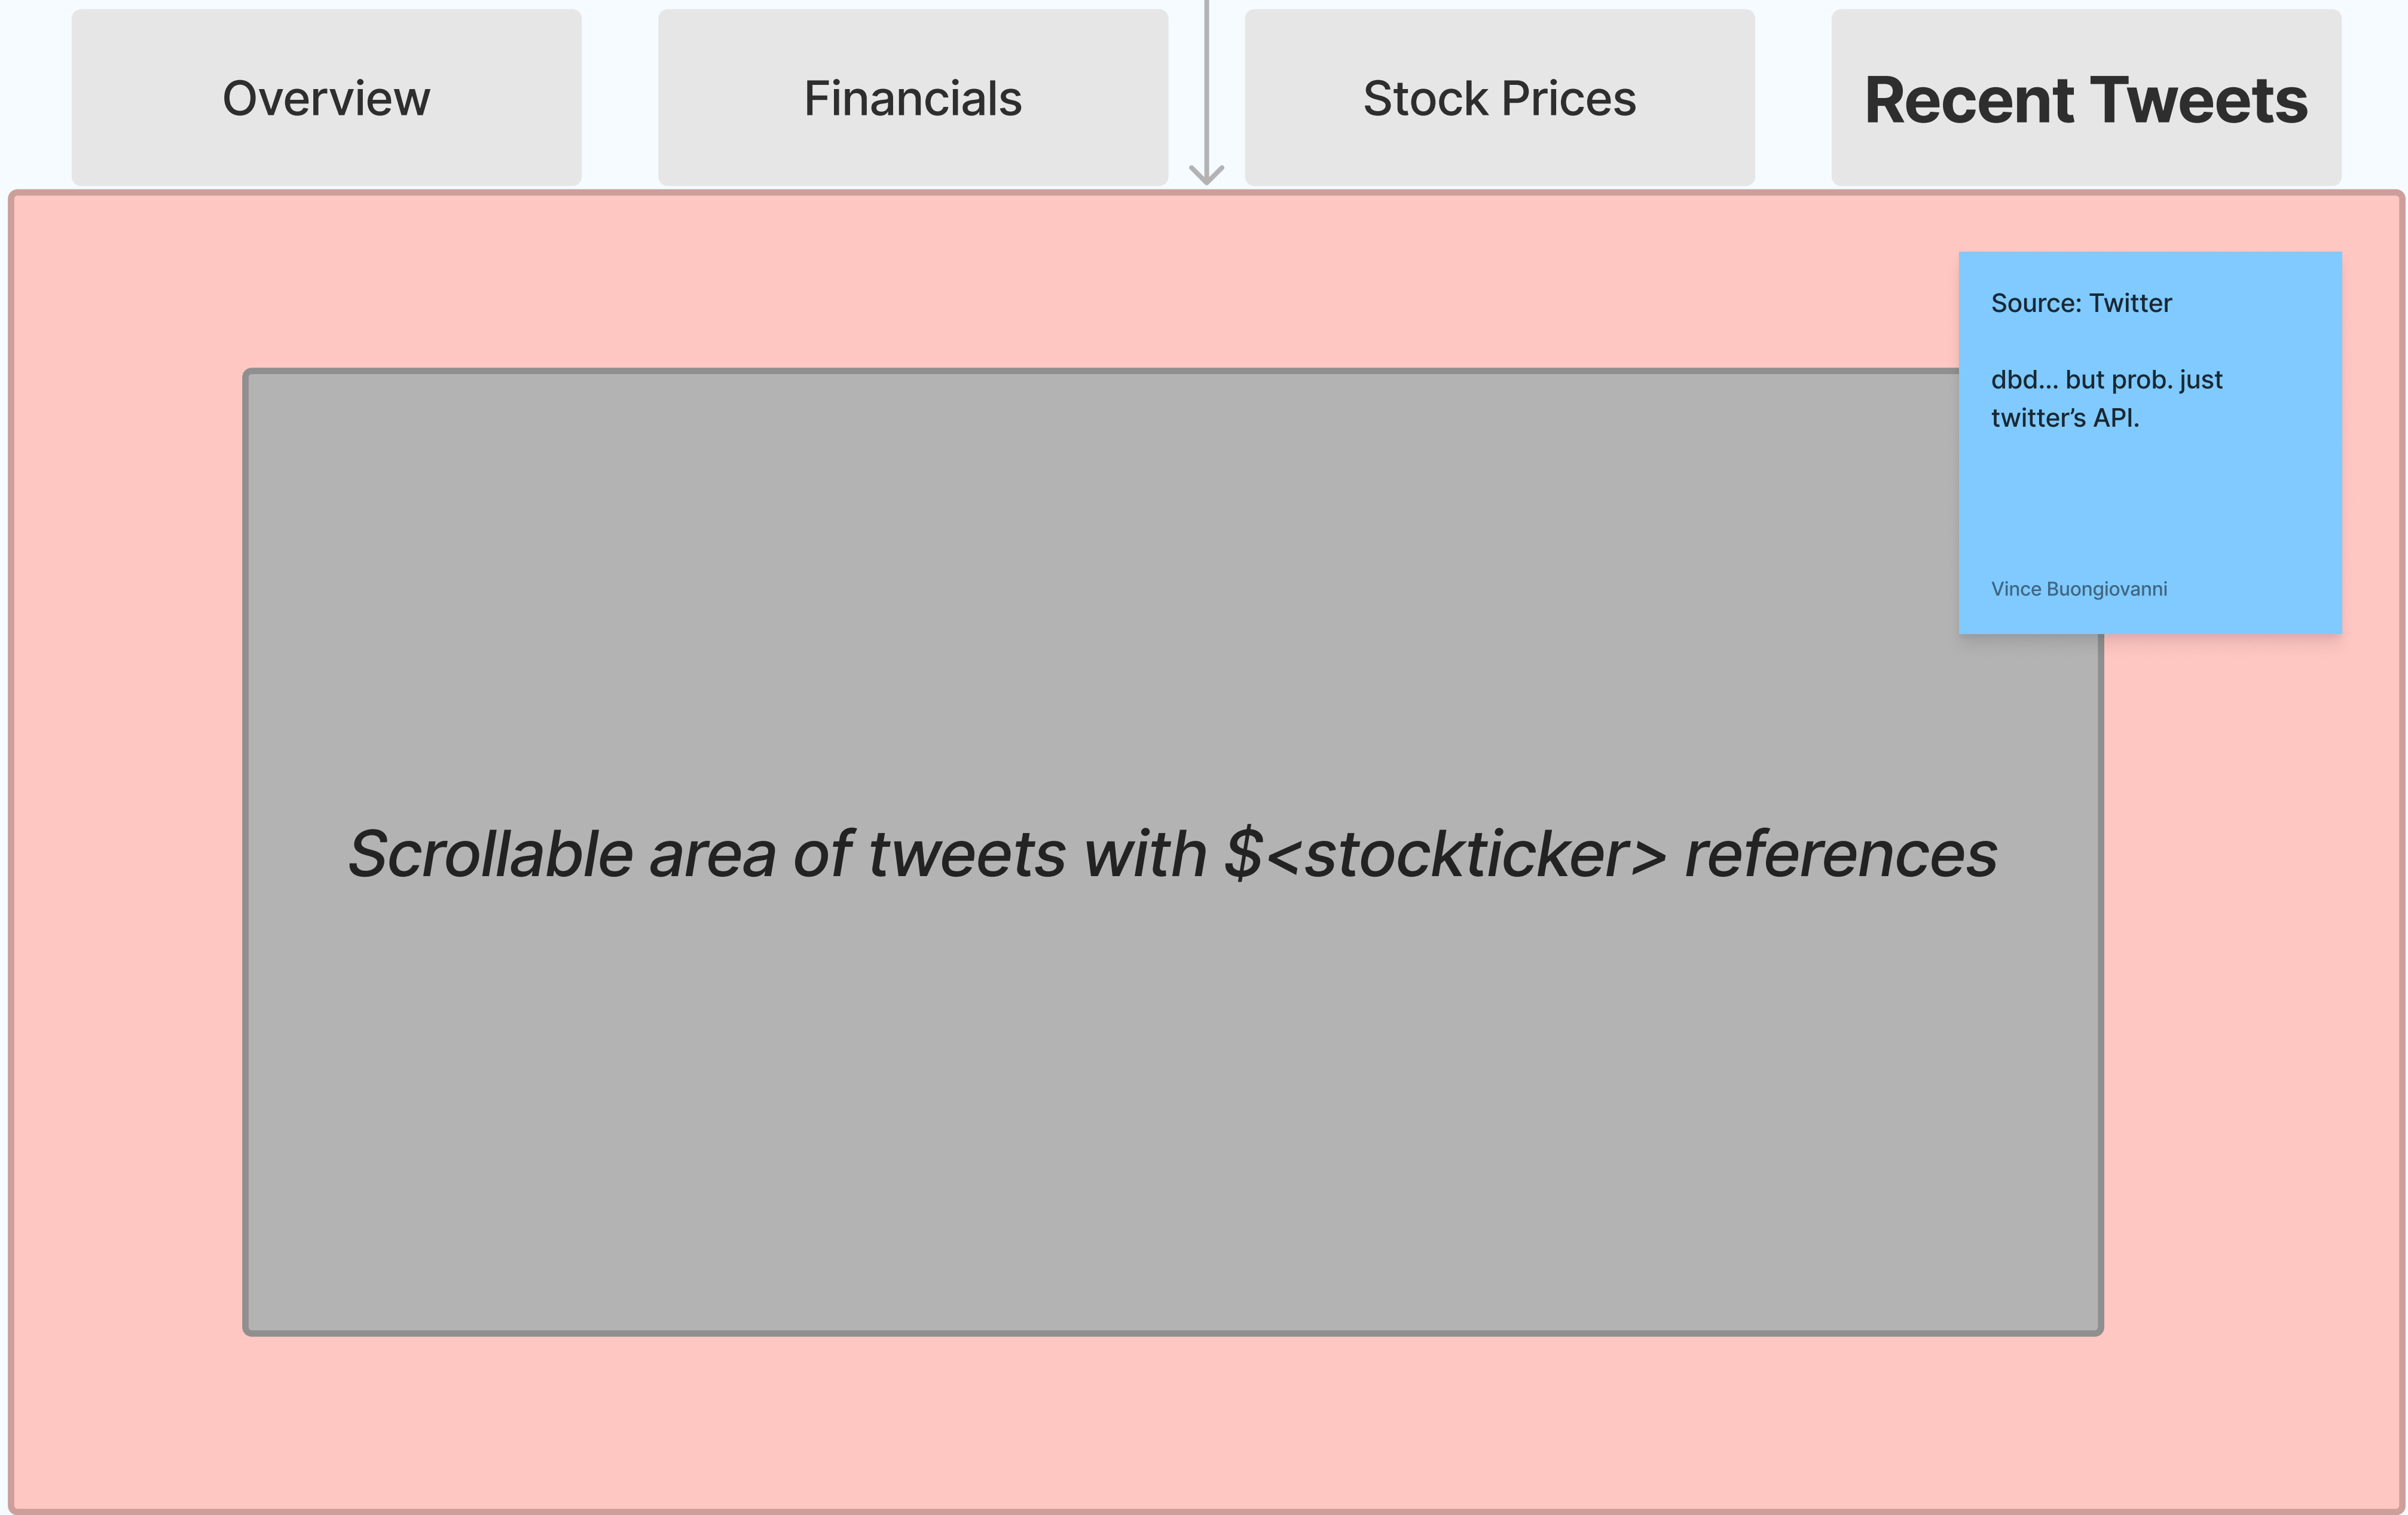 Overview
Financials
Stock Prices
Recent Tweets
Source: Twitter
dbd... but prob. just
twitter’s API.
Vince Buongiovanni
Scrollable area of tweets with $<stockticker> references